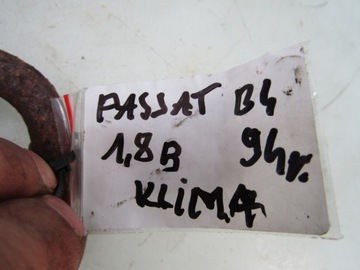 PASSAT B4
1,8B 94r.
KLiMA